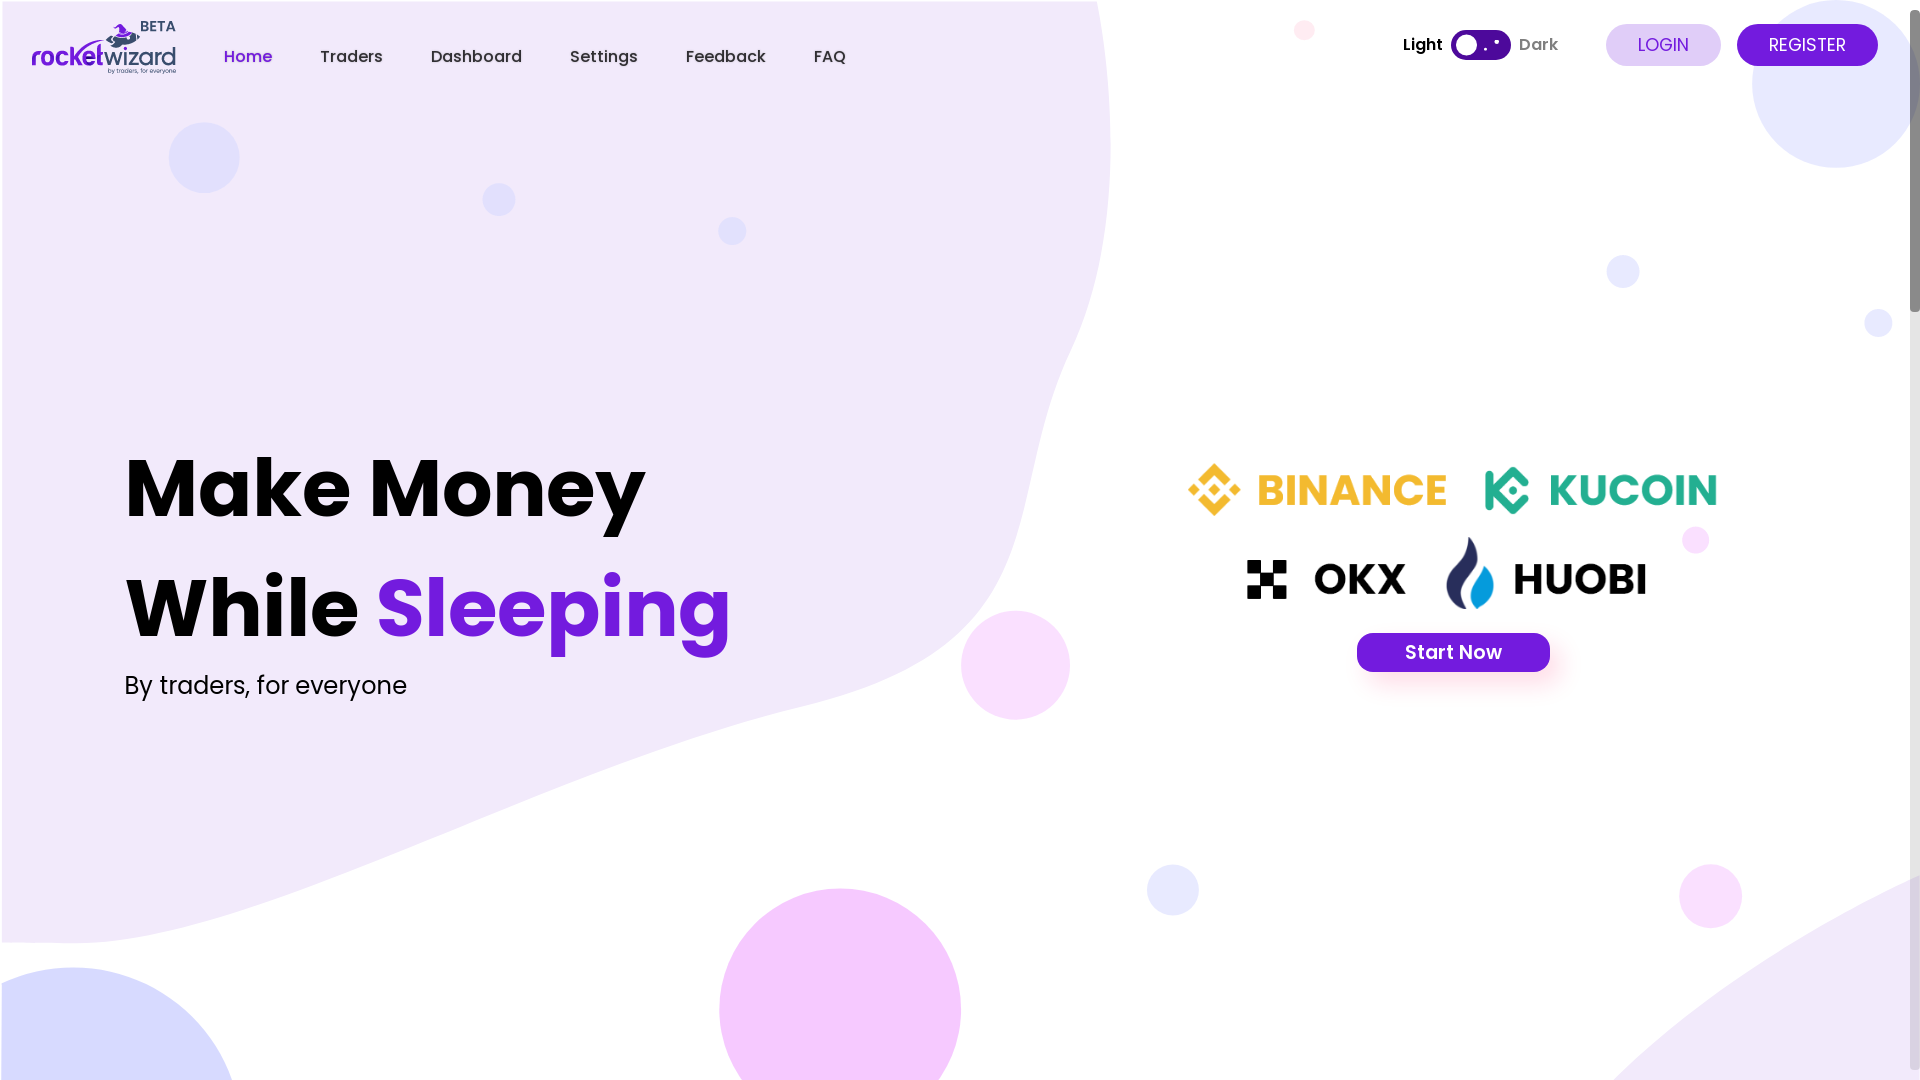 BETA
rocketwizard
by traders, for everyone
Home
Traders
Dashboard
Settings
Feedback
FAQ
Light
Dark
LOGIN
REGISTER
Make Money
While Sleeping
By traders, for everyone
BINANCE
KUCOIN
OKX
HUOBI
Start Now